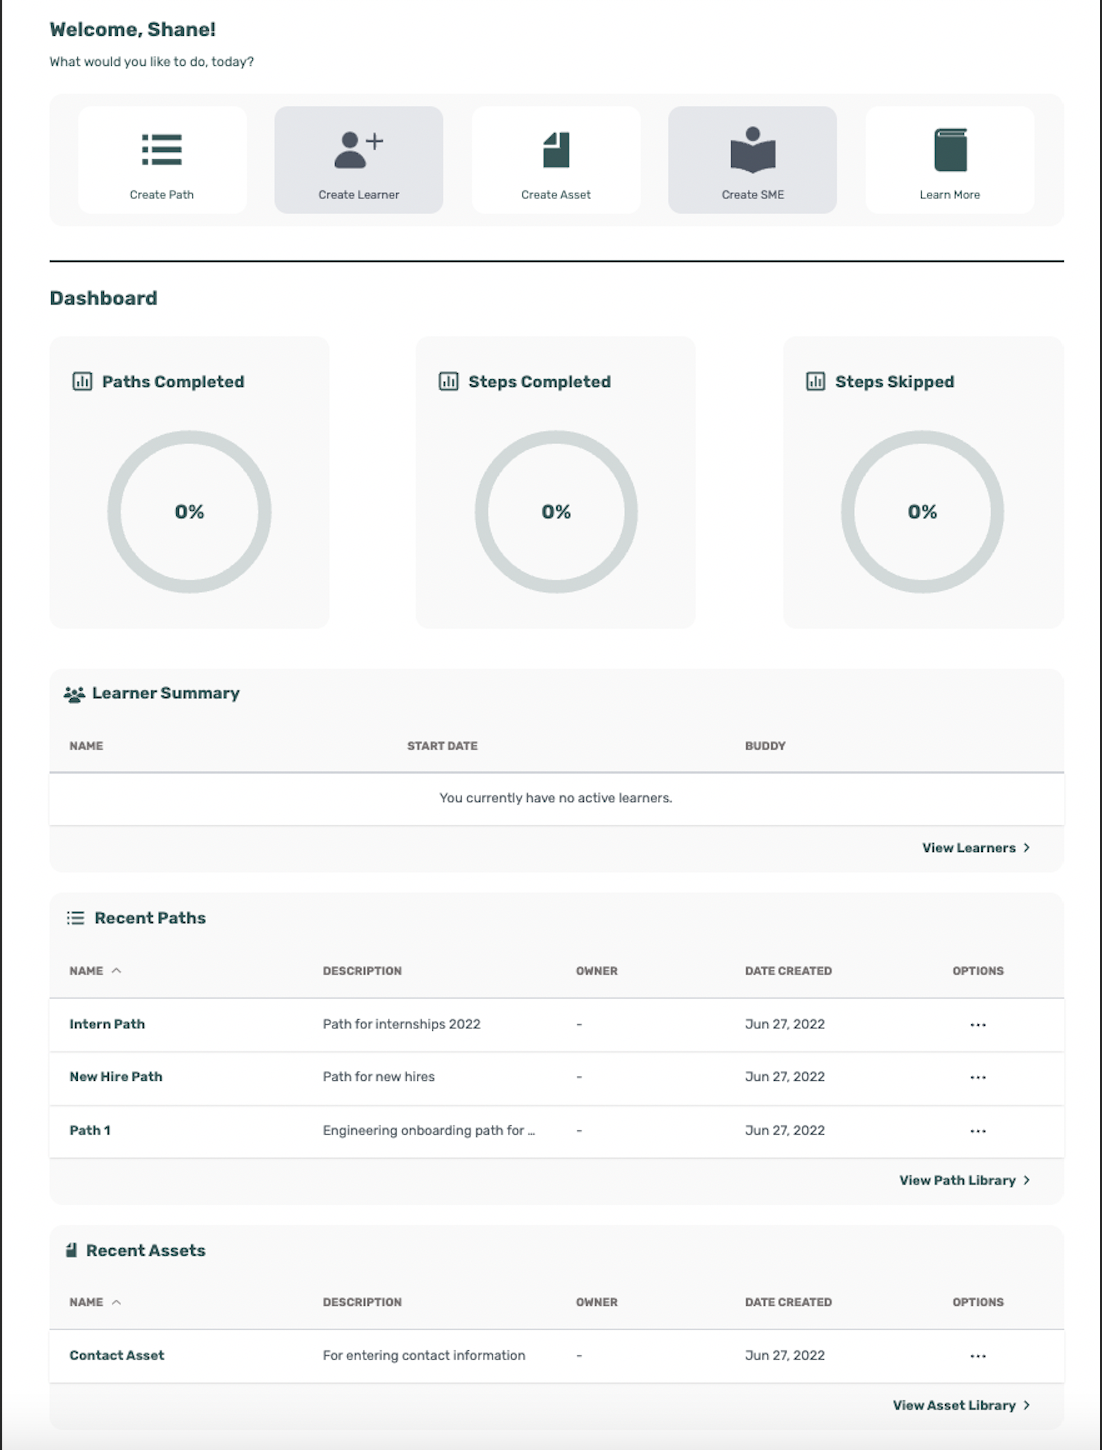 Welcome, Shane!
What would you like to do, today?
Create Path
Create Learner
Create Asset
Create SME
Learn More
Dashboard
Paths Completed
Steps Completed
Steps Skipped
0%
0%
0%
Learner Summary
NAME START DATE BUDDY
You currently have no active learners.
View Learners >
Recent Paths
NAME DESCRIPTION OWNER DATE CREATED OPTIONS
Intern Path Path for internships 2022 - Jun 27, 2022 ...
New Hire Path Path for new hires - Jun 27, 2022 ...
Path 1 Engineering onboarding path for ... - Jun 27, 2022 ...
View Path Library >
Recent Assets
NAME DESCRIPTION OWNER DATE CREATED OPTIONS
Contact Asset For entering contact information - Jun 27, 2022 ...
View Asset Library >